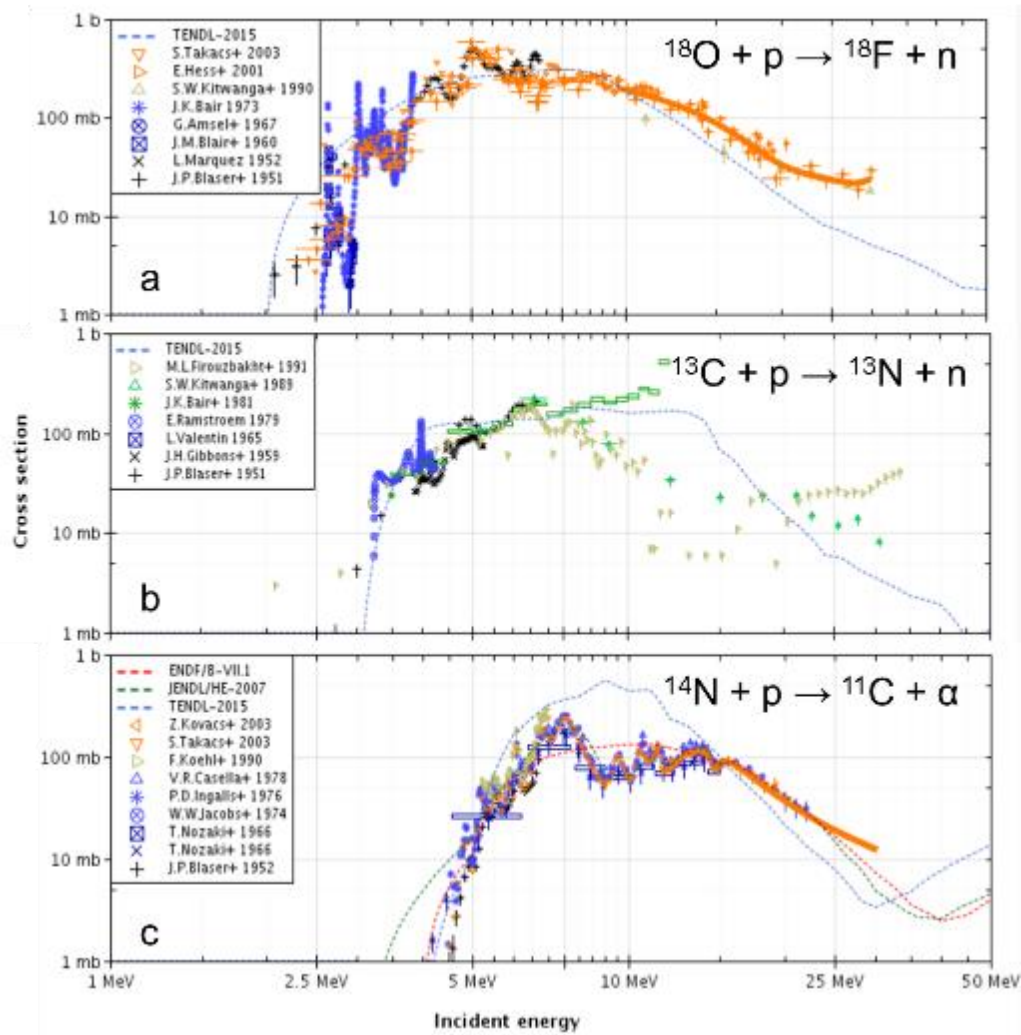 1 b
100 mb
10 mb
1 mb
TENDL-2015
S.Takacs+ 2003
E.Hess+ 2001
S.W.Kitwanga+ 1990
J.K.Bair 1973
G.Amsel+ 1967
J.M.Blair+ 1960
L.Marquez 1952
J.P.Blaser+ 1951
¹⁸O + p → ¹⁸F + n
a
1 b
100 mb
10 mb
1 mb
TENDL-2015
M.L.Firouzbakht+ 1991
S.W.Kitwanga+ 1989
J.K.Bair+ 1981
E.Ramstroem 1979
L.Valentin 1965
J.H.Gibbons+ 1959
J.P.Blaser+ 1951
¹³C + p → ¹³N + n
b
Cross section
1 b
100 mb
10 mb
1 mb
ENDF/B-VII.1
JENDL/HE-2007
TENDL-2015
Z.Kovacs+ 2003
S.Takacs+ 2003
F.Koehl+ 1990
V.R.Casella+ 1978
P.D.Ingalls+ 1976
W.W.Jacobs+ 1974
T.Nozaki+ 1966
T.Nozaki+ 1966
J.P.Blaser+ 1952
¹⁴N + p → ¹¹C + α
c
1 MeV 2.5 MeV 5 MeV 10 MeV 25 MeV 50 MeV
Incident energy